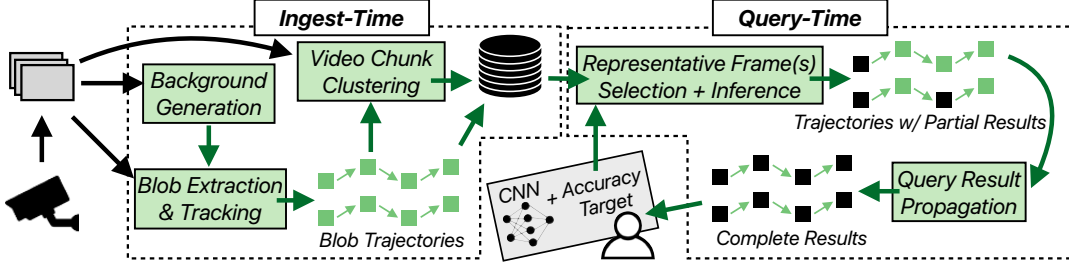 Ingest-Time
Query-Time
Background
Generation
Video Chunk
Clustering
Representative Frame(s)
Selection + Inference
Trajectories w/ Partial Results
Blob Extraction
& Tracking
Blob Trajectories
CNN
+ Accuracy
Target
Complete Results
Query Result
Propagation